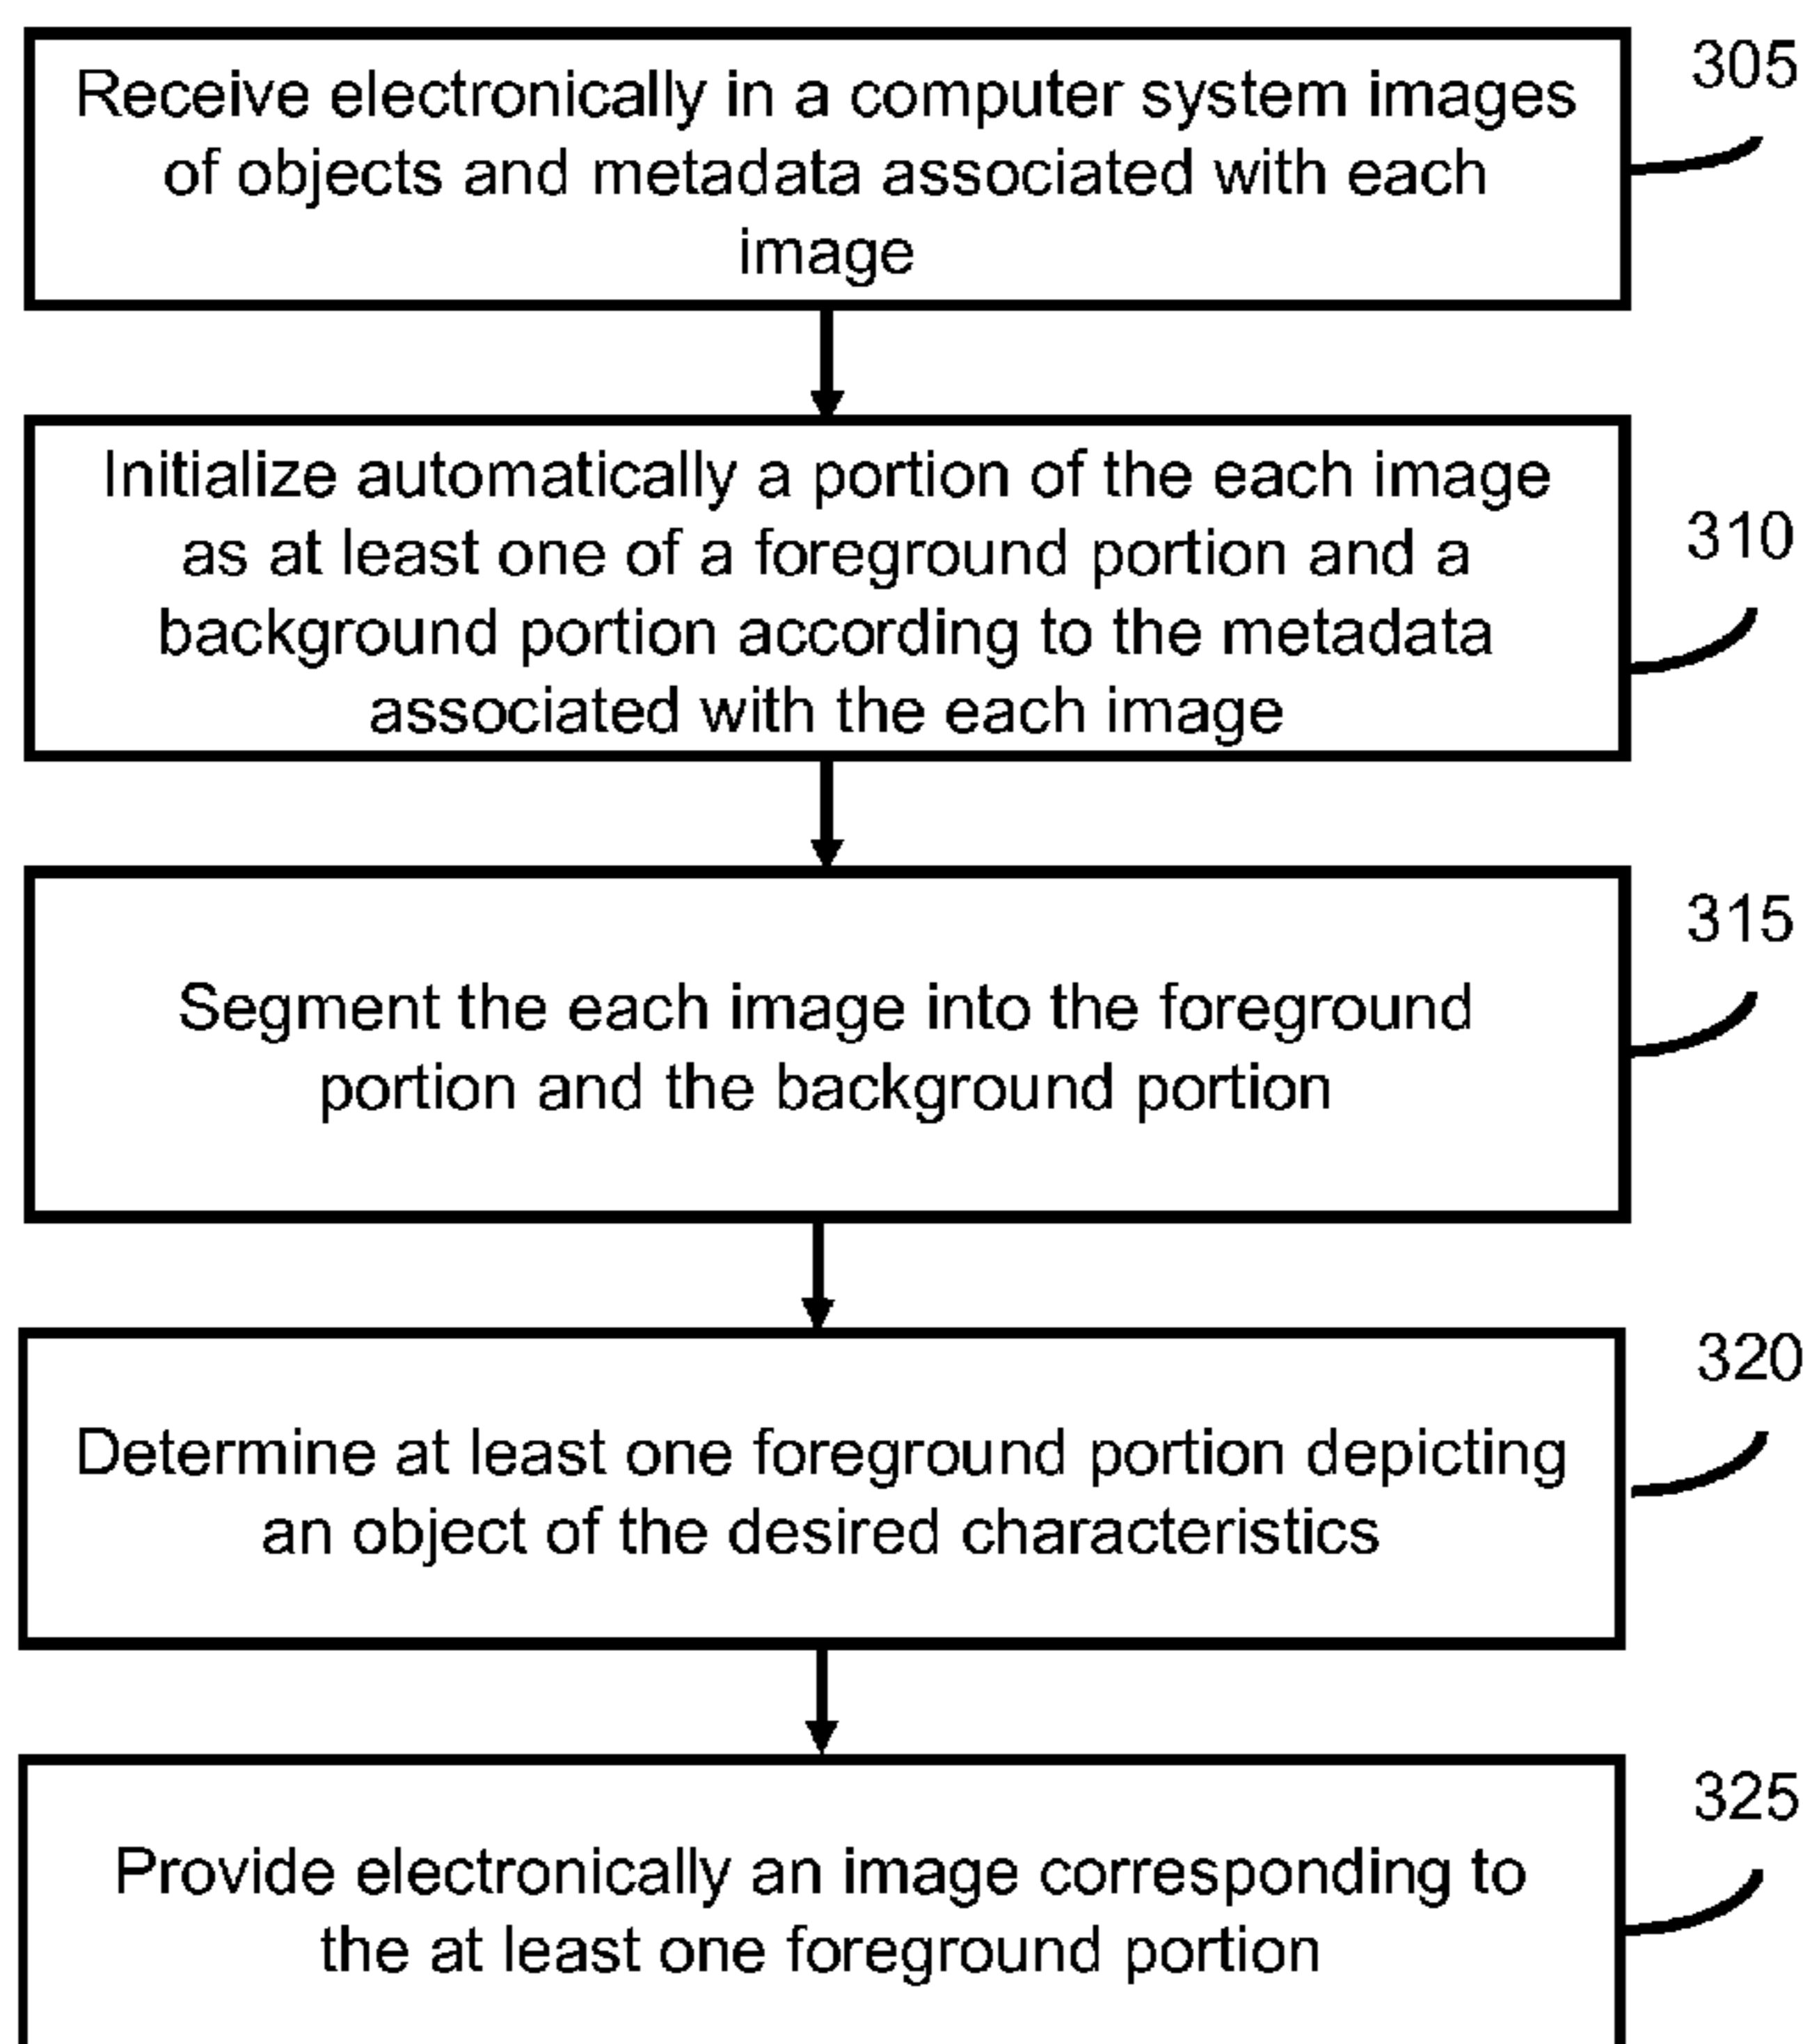 305
Receive electronically in a computer system images
of objects and metadata associated with each
image
310
Initialize automatically a portion of the each image
as at least one of a foreground portion and a
background portion according to the metadata
associated with the each image
315
Segment the each image into the foreground
portion and the background portion
320
Determine at least one foreground portion depicting
an object of the desired characteristics
325
Provide electronically an image corresponding to
the at least one foreground portion